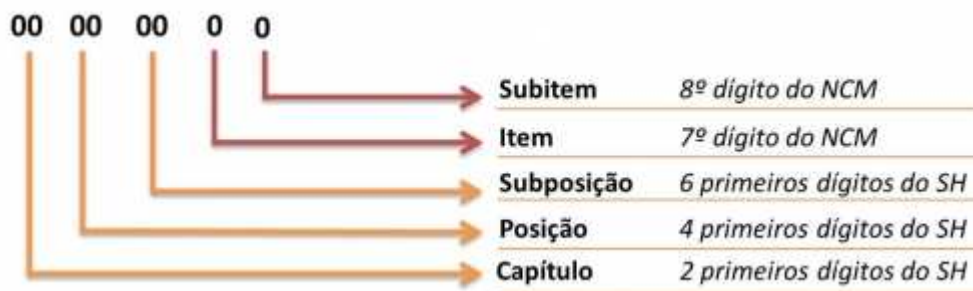 00 00 00 0 0
Subitem 8º dígito do NCM
Item 7º dígito do NCM
Subposição 6 primeiros dígitos do SH
Posição 4 primeiros dígitos do SH
Capítulo 2 primeiros dígitos do SH